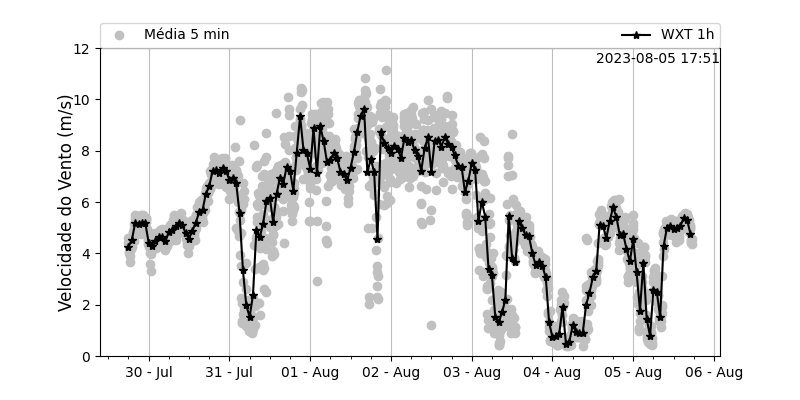 Média 5 min
WXT 1h
2023-08-05 17:51
Velocidade do Vento (m/s)
12
10
8
6
4
2
0
30 - Jul
31 - Jul
01 - Aug
02 - Aug
03 - Aug
04 - Aug
05 - Aug
06 - Aug